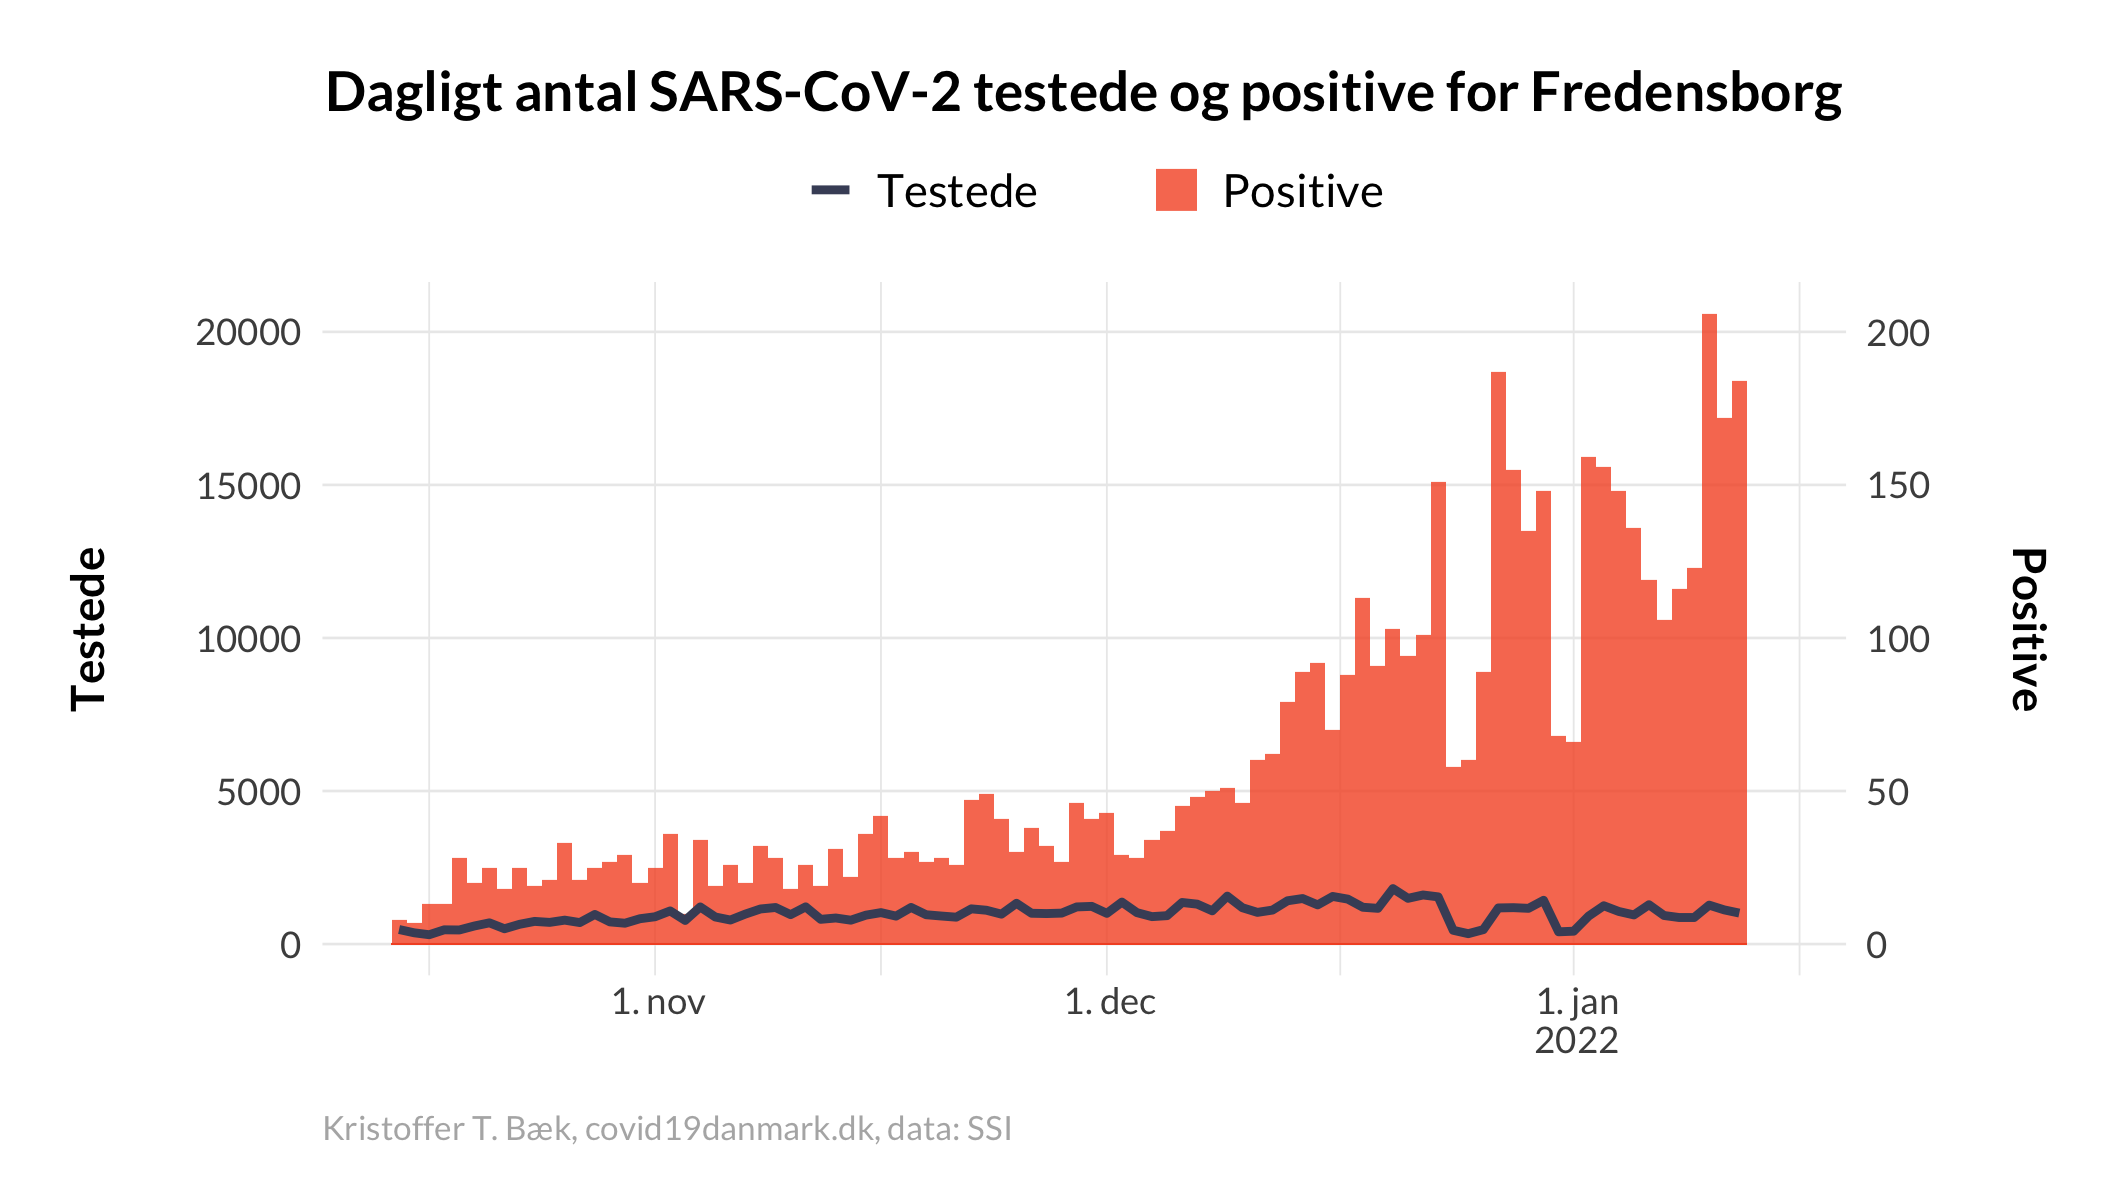 Dagligt antal SARS-CoV-2 testede og positive for Fredensborg
Testede
Positive
20000
15000
10000
5000
0
200
150
100
50
0
Testede
Positive
1. nov
1. dec
1. jan
2022
Kristoffer T. Bæk, covid19danmark.dk, data: SSI